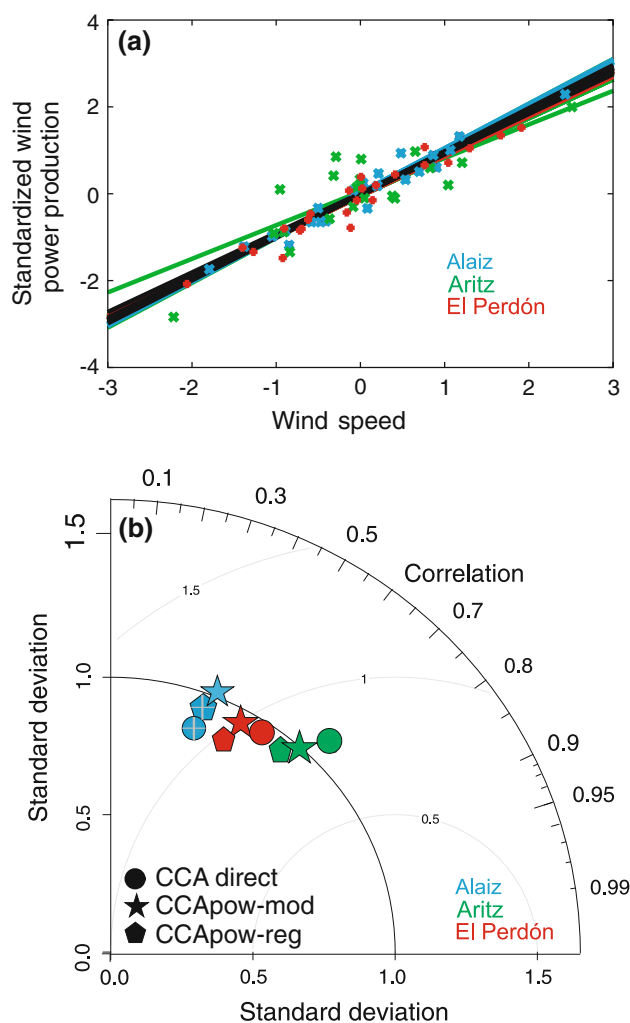 (a)
Standardized wind
power production
4
2
0
-2
-4
-3
-2
-1
0
1
2
3
Wind speed
Alaiz
Aritz
El Perdón
(b)
0.1
0.3
0.5
Correlation
0.7
0.8
0.9
0.95
0.99
Standard deviation
1.5
1.0
0.5
0.0
1.5
1
0.5
CCA direct
CCApow-mod
CCApow-reg
Alaiz
Aritz
El Perdón
0.0
0.5
1.0
1.5
Standard deviation